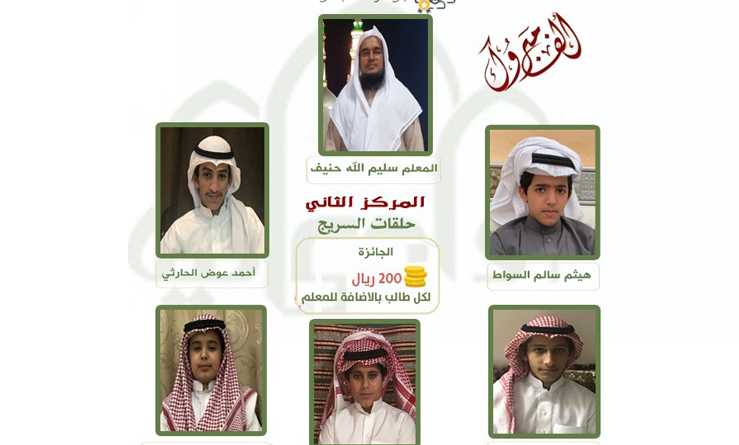 ألف مبروك
المعلم سليم الله حنيف
المركز الثاني
حلقات السريج
الجائزة
200 ريال
لكل طالب بالاضافة للمعلم
هيثم سالم السواط
أحمد عوض الحارثي